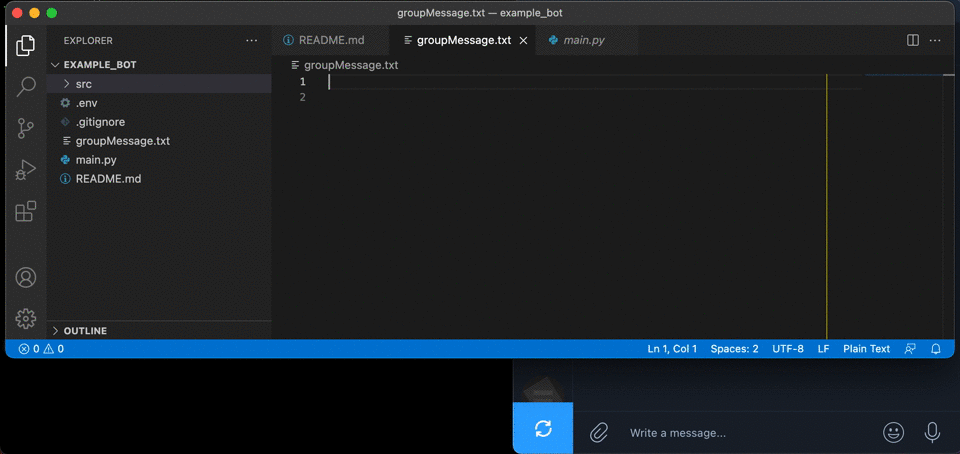 groupMessage.txt — example_bot
EXPLORER
README.md
groupMessage.txt
main.py
EXAMPLE_BOT
groupMessage.txt
src
1
.env
2
.gitignore
groupMessage.txt
main.py
README.md
OUTLINE
0 0
Ln 1, Col 1
Spaces: 2
UTF-8
LF
Plain Text
Write a message...